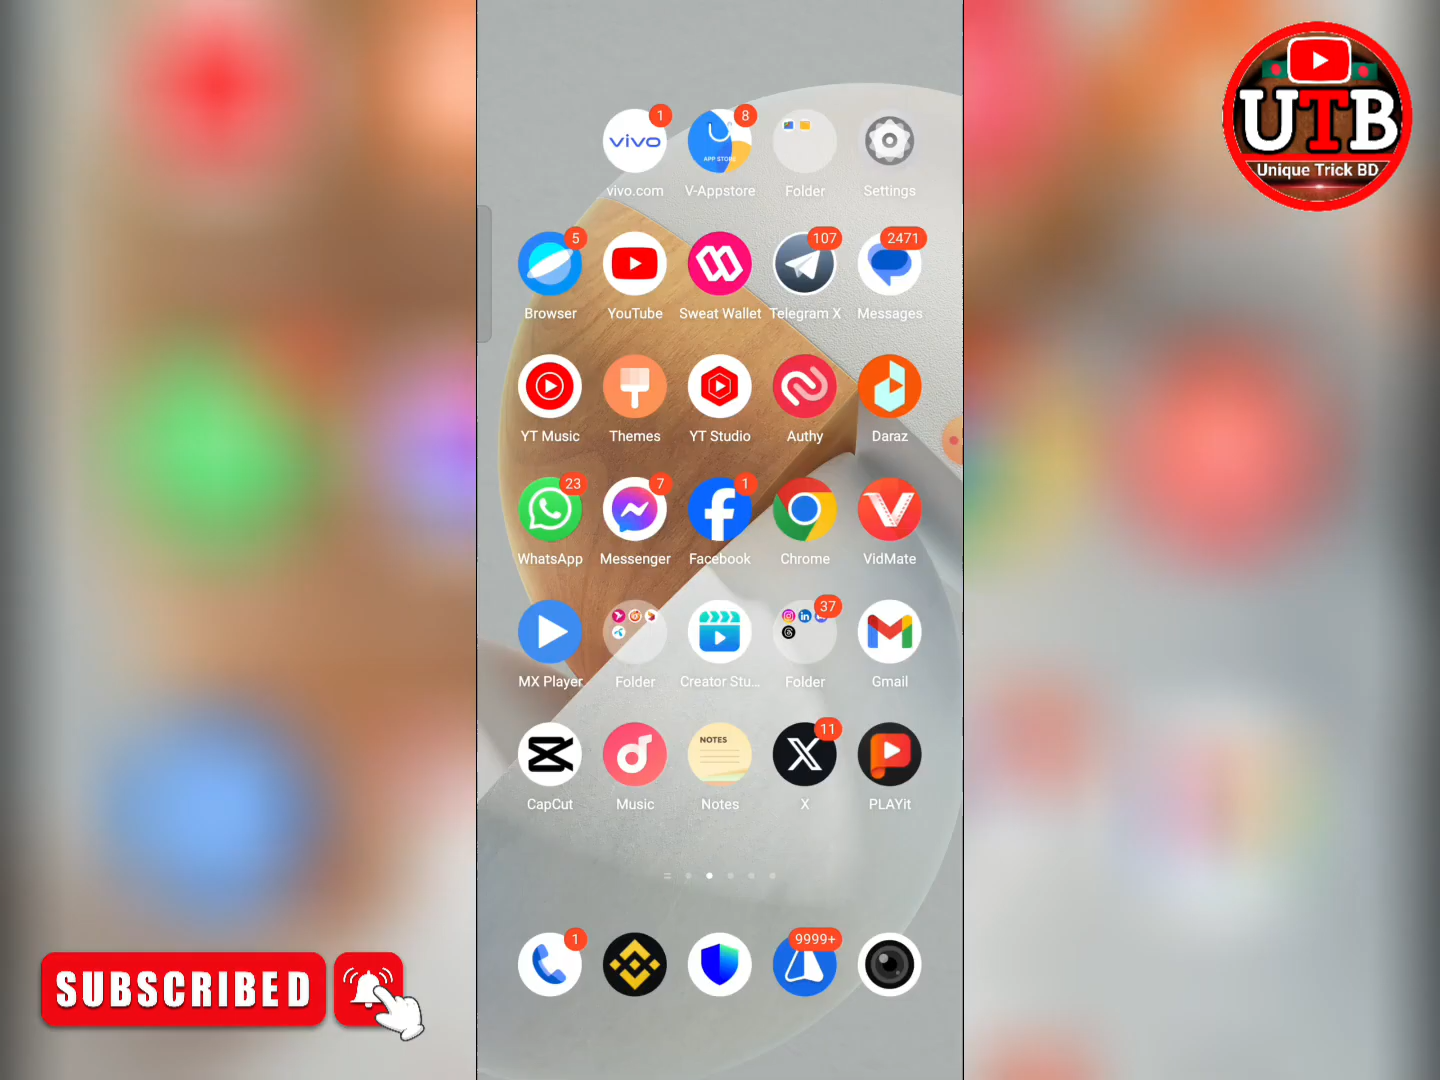 1
8
vivo
APP STORE
vivo.com
V-Appstore
Folder
Settings
UTB
Unique Trick BD
5
107
2471
Browser
YouTube
Sweat Wallet
Telegram X
Messages
YT Music
Themes
YT Studio
Authy
Daraz
23
7
1
WhatsApp
Messenger
Facebook
Chrome
VidMate
37
MX Player
Folder
Creator Stu...
Folder
Gmail
NOTES
11
CapCut
Music
Notes
X
PLAYit
1
9999+
SUBSCRIBED